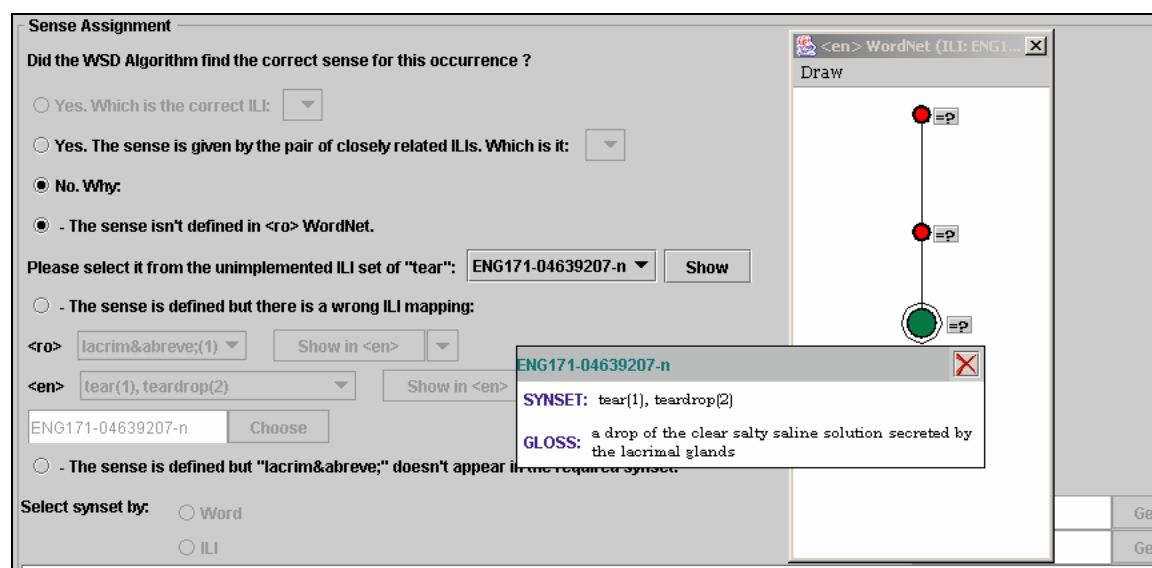 Sense Assignment
Did the WSD Algorithm find the correct sense for this occurrence ?
Yes. Which is the correct ILI:
Yes. The sense is given by the pair of closely related ILIs. Which is it:
No. Why:
- The sense isn't defined in <ro> WordNet.
Please select it from the unimplemented ILI set of "tear": ENG171-04639207-n Show
- The sense is defined but there is a wrong ILI mapping:
<ro> lacrim&abreve;(1) Show in <en>
<en> tear(1), teardrop(2) Show in <en>
ENG171-04639207-n Choose
- The sense is defined but "lacrim&abreve;" doesn't appear in the required synset.
Select synset by: Word
ILI
<en> WordNet (ILI: ENG1...
Draw
=?
=?
=?
ENG171-04639207-n
SYNSET: tear(1), teardrop(2)
GLOSS: a drop of the clear salty saline solution secreted by
the lacrimal glands
Ge
Ge